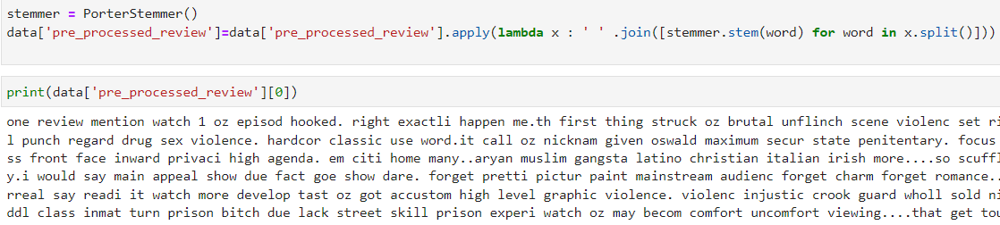 stemmer = PorterStemmer()
data['pre_processed_review']=data['pre_processed_review'].apply(lambda x : ' ' .join([stemmer.stem(word) for word in x.split()]))
print(data['pre_processed_review'][0])
one review mention watch 1 oz episod hooked. right exactli happen me.th first thing struck oz brutal unflinch scene violenc set ri
l punch regard drug sex violence. hardcor classic use word.it call oz nicknam given oswald maximum secur state penitentary. focus
ss front face inward privaci high agenda. em citi home many..aryan muslim gangsta latino christian italian irish more....so scuffl
y.i would say main appeal show due fact goe show dare. forget pretti pictur paint mainstream audienc forget charm forget romance..
rreal say readi it watch more develop tast oz got accustom high level graphic violence. violenc injustic crook guard wholl sold ni
ddl class inmat turn prison bitch due lack street skill prison experi watch oz may becom comfort uncomfort viewing....that get